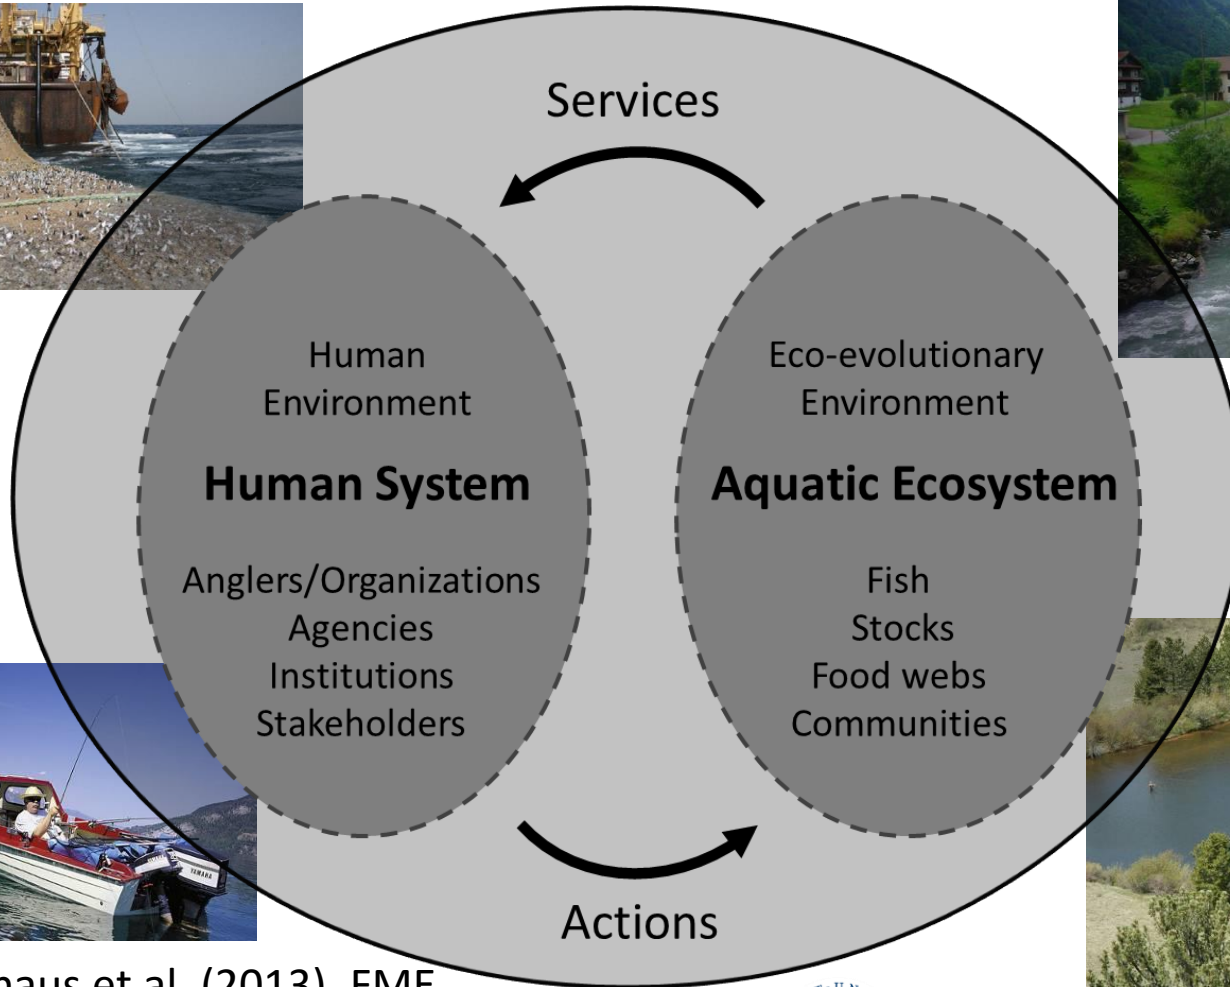 Services
Human
Environment
Human System
Anglers/Organizations
Agencies
Institutions
Stakeholders
Eco-evolutionary
Environment
Aquatic Ecosystem
Fish
Stocks
Food webs
Communities
YAMAHA
Actions
et al. (2013), FMF